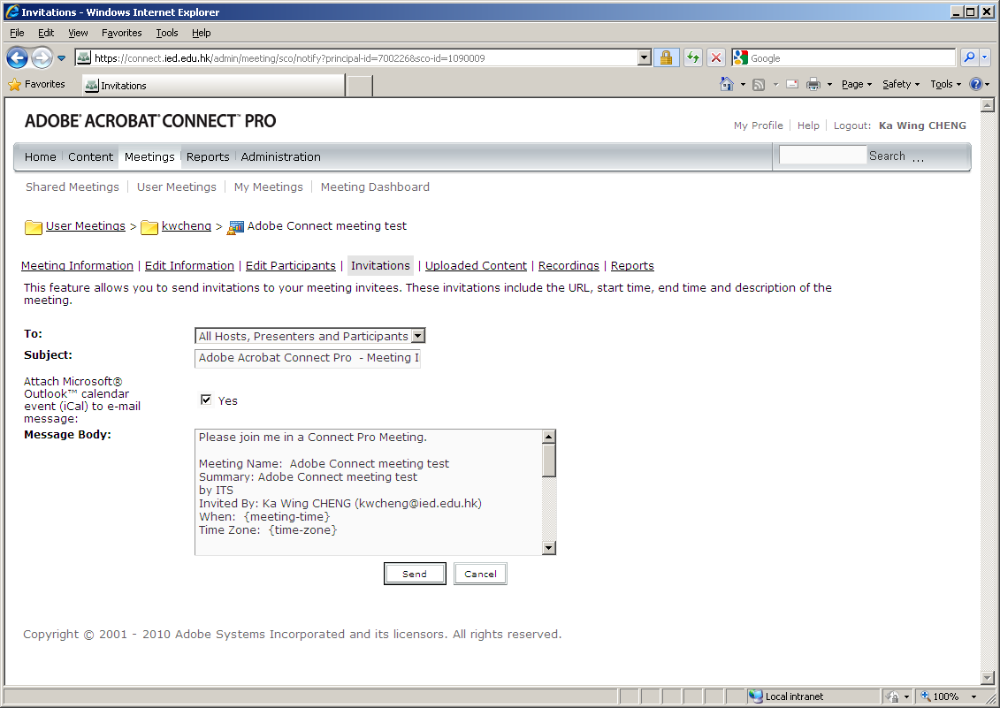 Invitations - Windows Internet Explorer
File Edit View Favorites Tools Help
https://connect.ied.edu.hk/admin/meeting/sco/notify?principal-id=700226&sco-id=1090009 Google
Favorites Invitations Page Safety Tools
ADOBE® ACROBAT® CONNECT™ PRO
My Profile | Help | Logout: Ka Wing CHENG
Home Content Meetings Reports Administration Search ...
Shared Meetings | User Meetings | My Meetings | Meeting Dashboard
User Meetings > kwcheng > Adobe Connect meeting test
Meeting Information | Edit Information | Edit Participants | Invitations | Uploaded Content | Recordings | Reports
This feature allows you to send invitations to your meeting invitees. These invitations include the URL, start time, end time and description of the
meeting.
To: All Hosts, Presenters and Participants
Subject: Adobe Acrobat Connect Pro - Meeting I
Attach Microsoft®
Outlook™ calendar
event (iCal) to e-mail
message:
Yes
Message Body:
Please join me in a Connect Pro Meeting.
Meeting Name: Adobe Connect meeting test
Summary: Adobe Connect meeting test
by ITS
Invited By: Ka Wing CHENG (kwcheng@ied.edu.hk)
When: {meeting-time}
Time Zone: {time-zone}
Send Cancel
Copyright © 2001 - 2010 Adobe Systems Incorporated and its licensors. All rights reserved.
Local intranet 100%